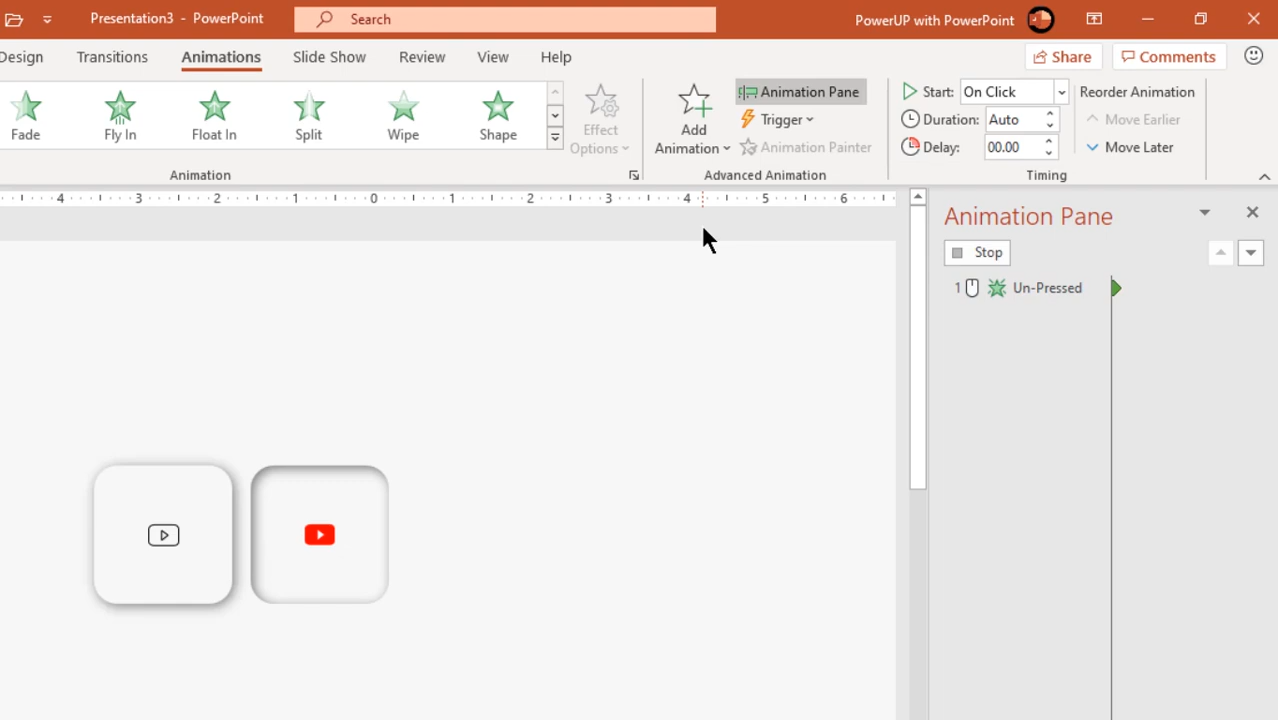 Presentation3 - PowerPoint
Search
PowerUP with PowerPoint
Design Transitions Animations Slide Show Review View Help
Share Comments
Fade Fly In Float In Split Wipe Shape
Effect Options
Add Animation
Animation Pane
Trigger
Animation Painter
Start: On Click
Duration: Auto
Delay: 00.00
Reorder Animation
Move Earlier
Move Later
Animation Advanced Animation Timing
4 3 2 1 0 1 2 3 4 5 6
Animation Pane
Stop
1 Un-Pressed